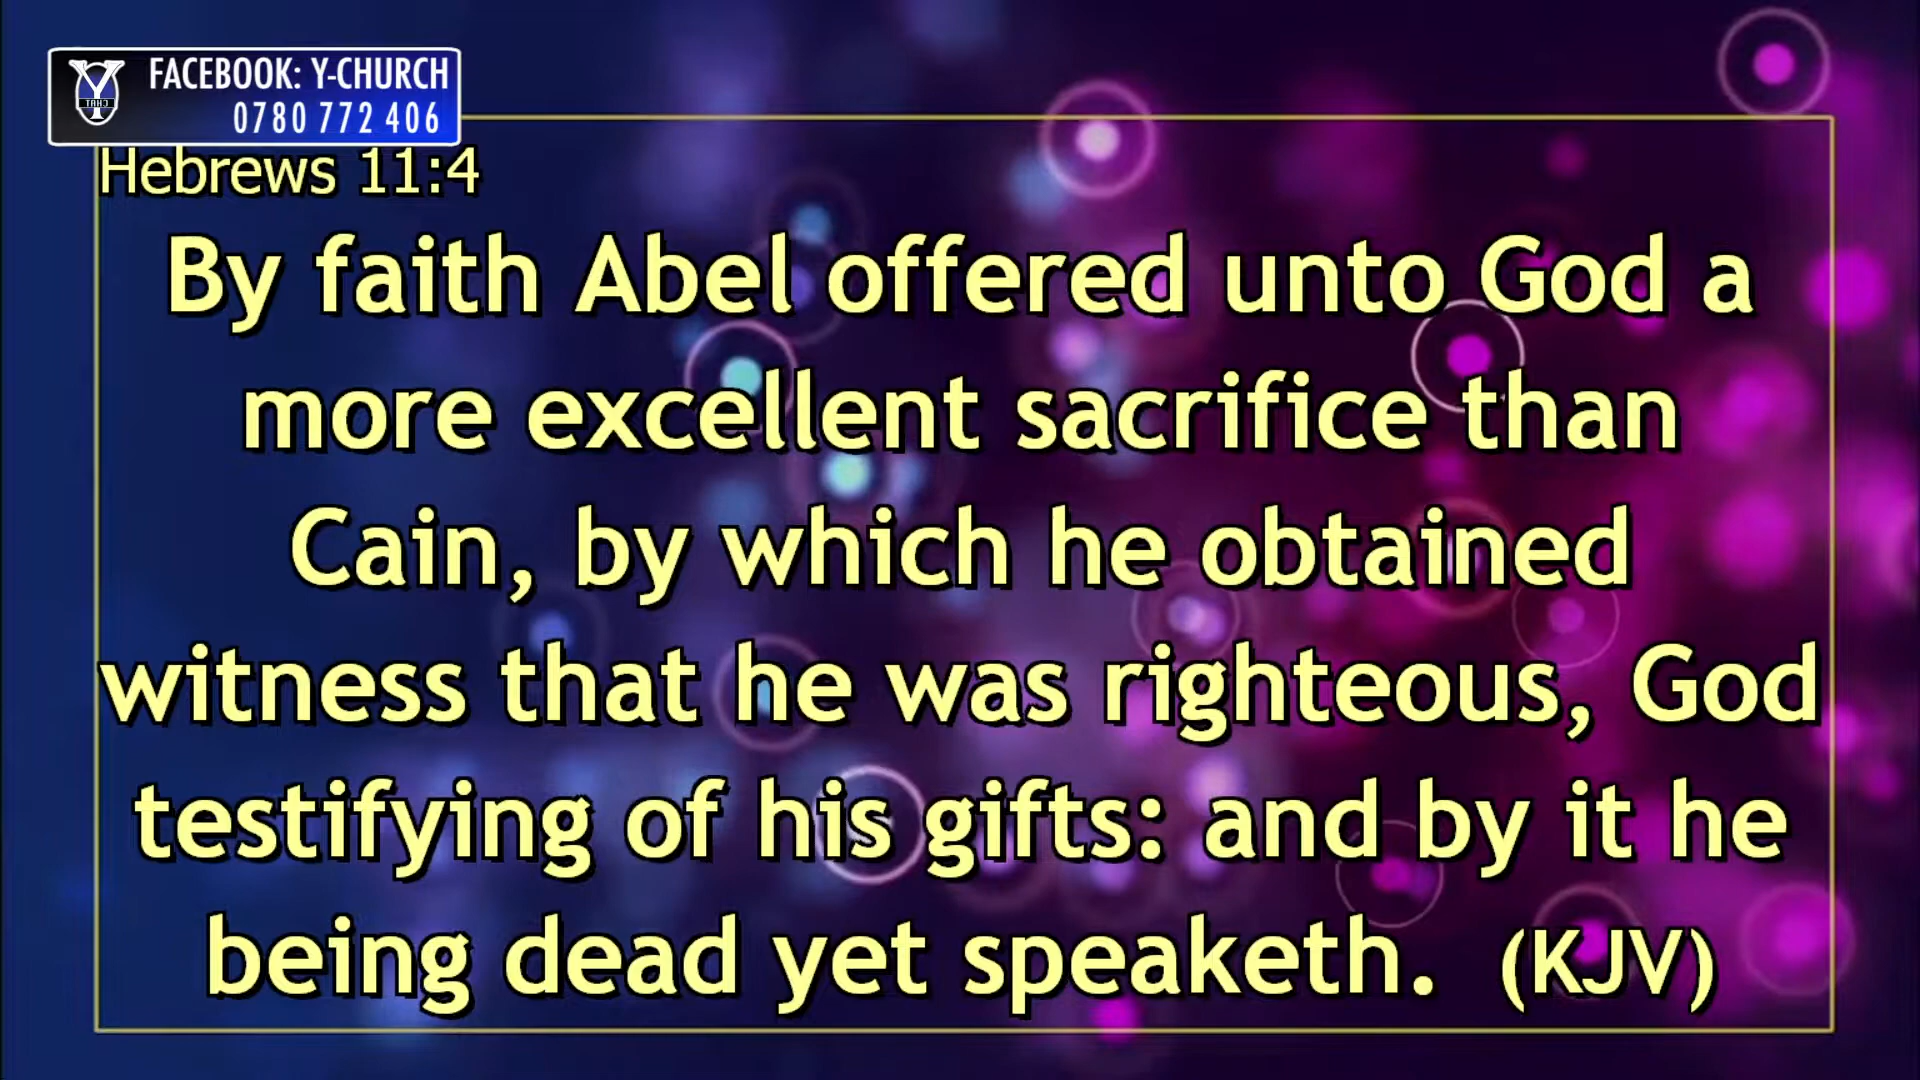 FACEBOOK: Y-CHURCH
0780 772 406
Hebrews 11:4
By faith Abel offered unto God a
more excellent sacrifice than
Cain, by which he obtained
witness that he was righteous, God
testifying of his gifts: and by it he
being dead yet speaketh. (KJV)